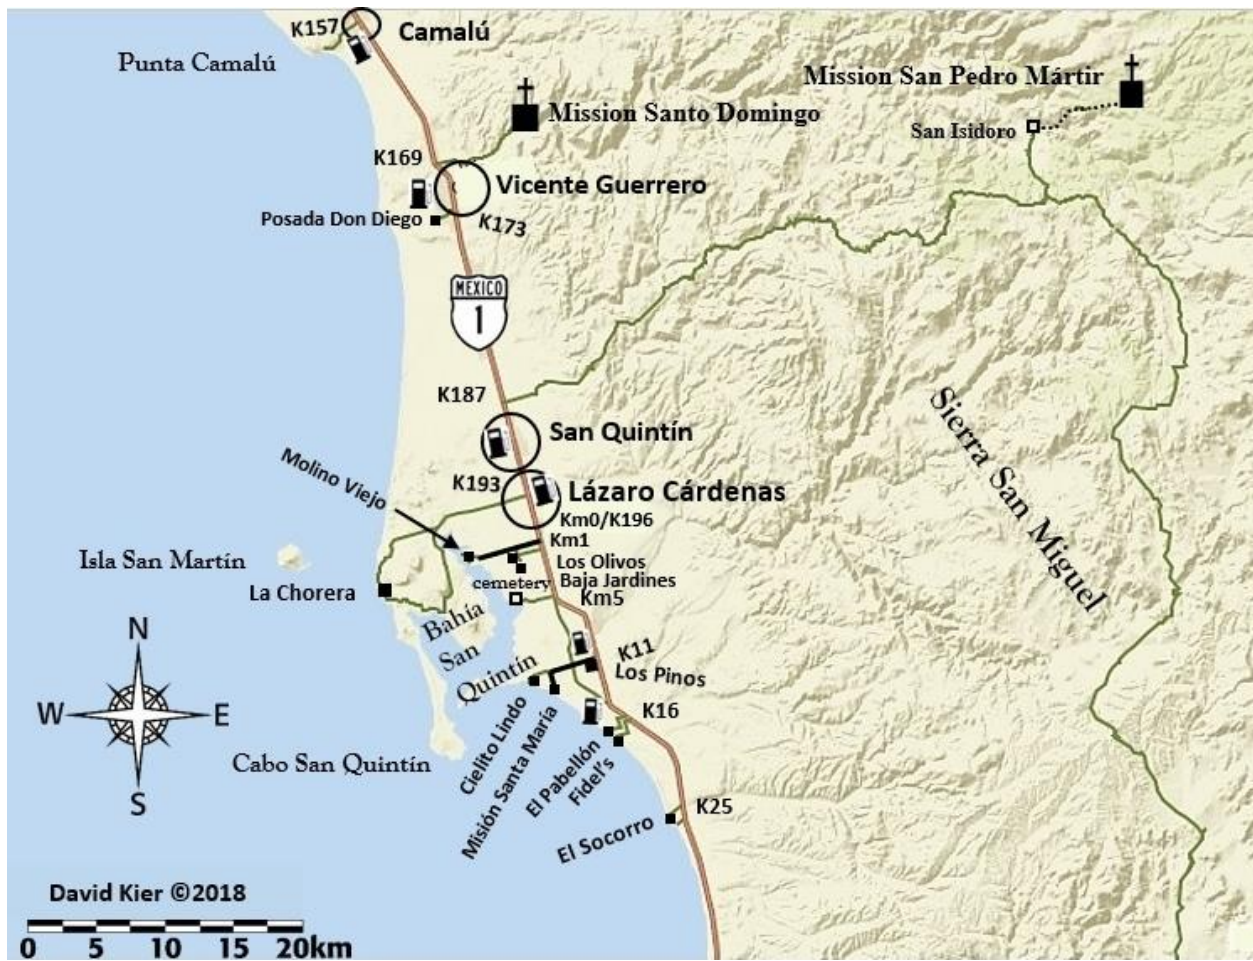 K157
Camalú
Punta Camalú
Mission San Pedro Mártir
Mission Santo Domingo
San Isidoro
K169
Vicente Guerrero
Posada Don Diego
K173
MEXICO
1
K187
San Quintín
Molino Viejo
K193
Lázaro Cárdenas
Km0/K196
Km1
Isla San Martín
Los Olivos
cemetery
Baja Jardines
La Chorera
Km5
Bahía
San
Quintín
Sierra San Miguel
K11
Los Pinos
N
W
E
S
K16
Cabo San Quintín
Cielito Lindo
Misión Santa María
El Pabellón
Fidel's
K25
El Socorro
David Kier ©2018
0 5 10 15 20km